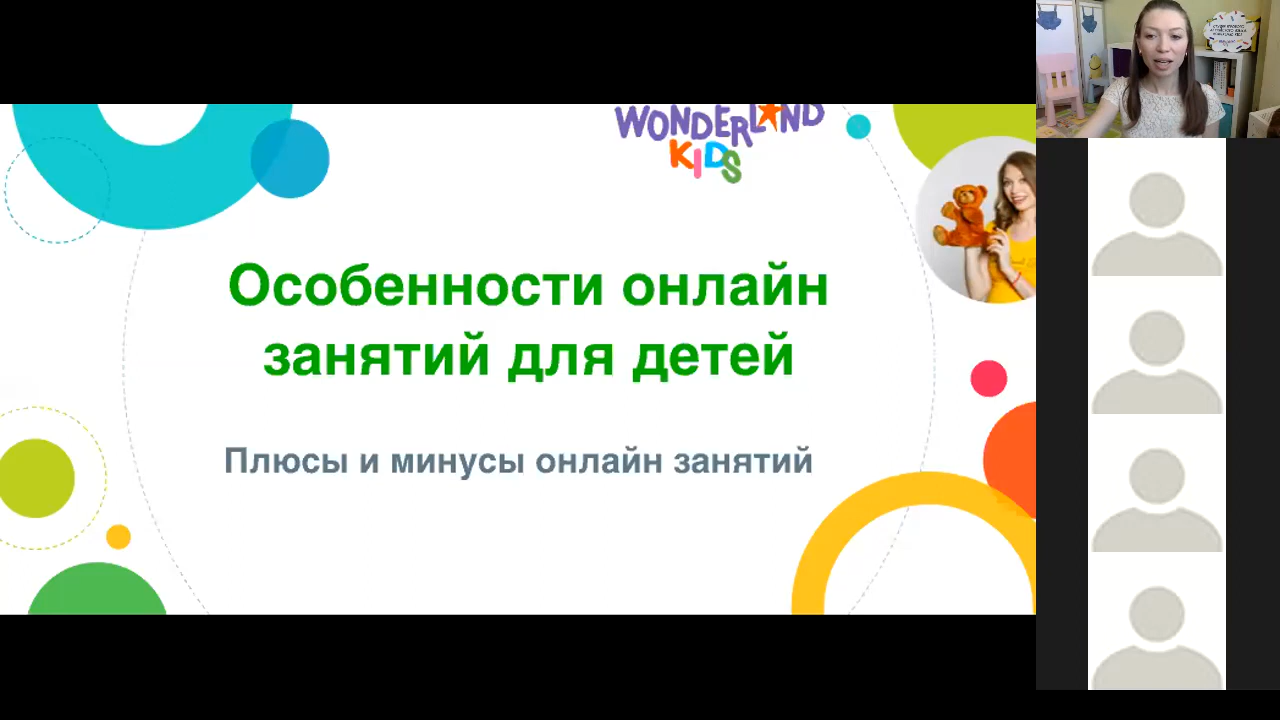 WONDERLAND
KIDS
Особенности онлайн
занятий для детей
Плюсы и минусы онлайн занятий